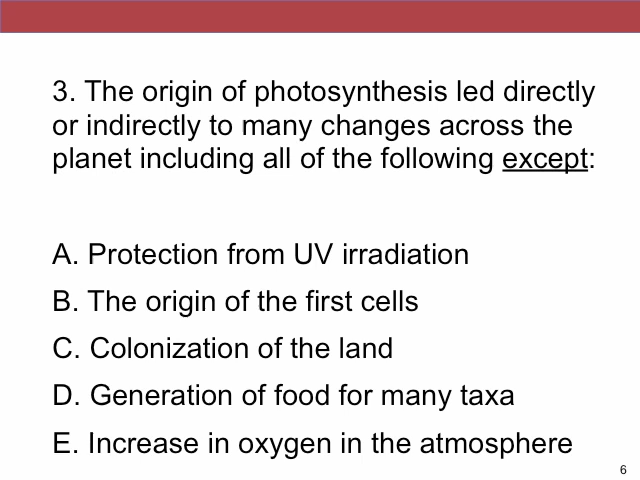 3. The origin of photosynthesis led directly
or indirectly to many changes across the
planet including all of the following except:
A. Protection from UV irradiation
B. The origin of the first cells
C. Colonization of the land
D. Generation of food for many taxa
E. Increase in oxygen in the atmosphere
6